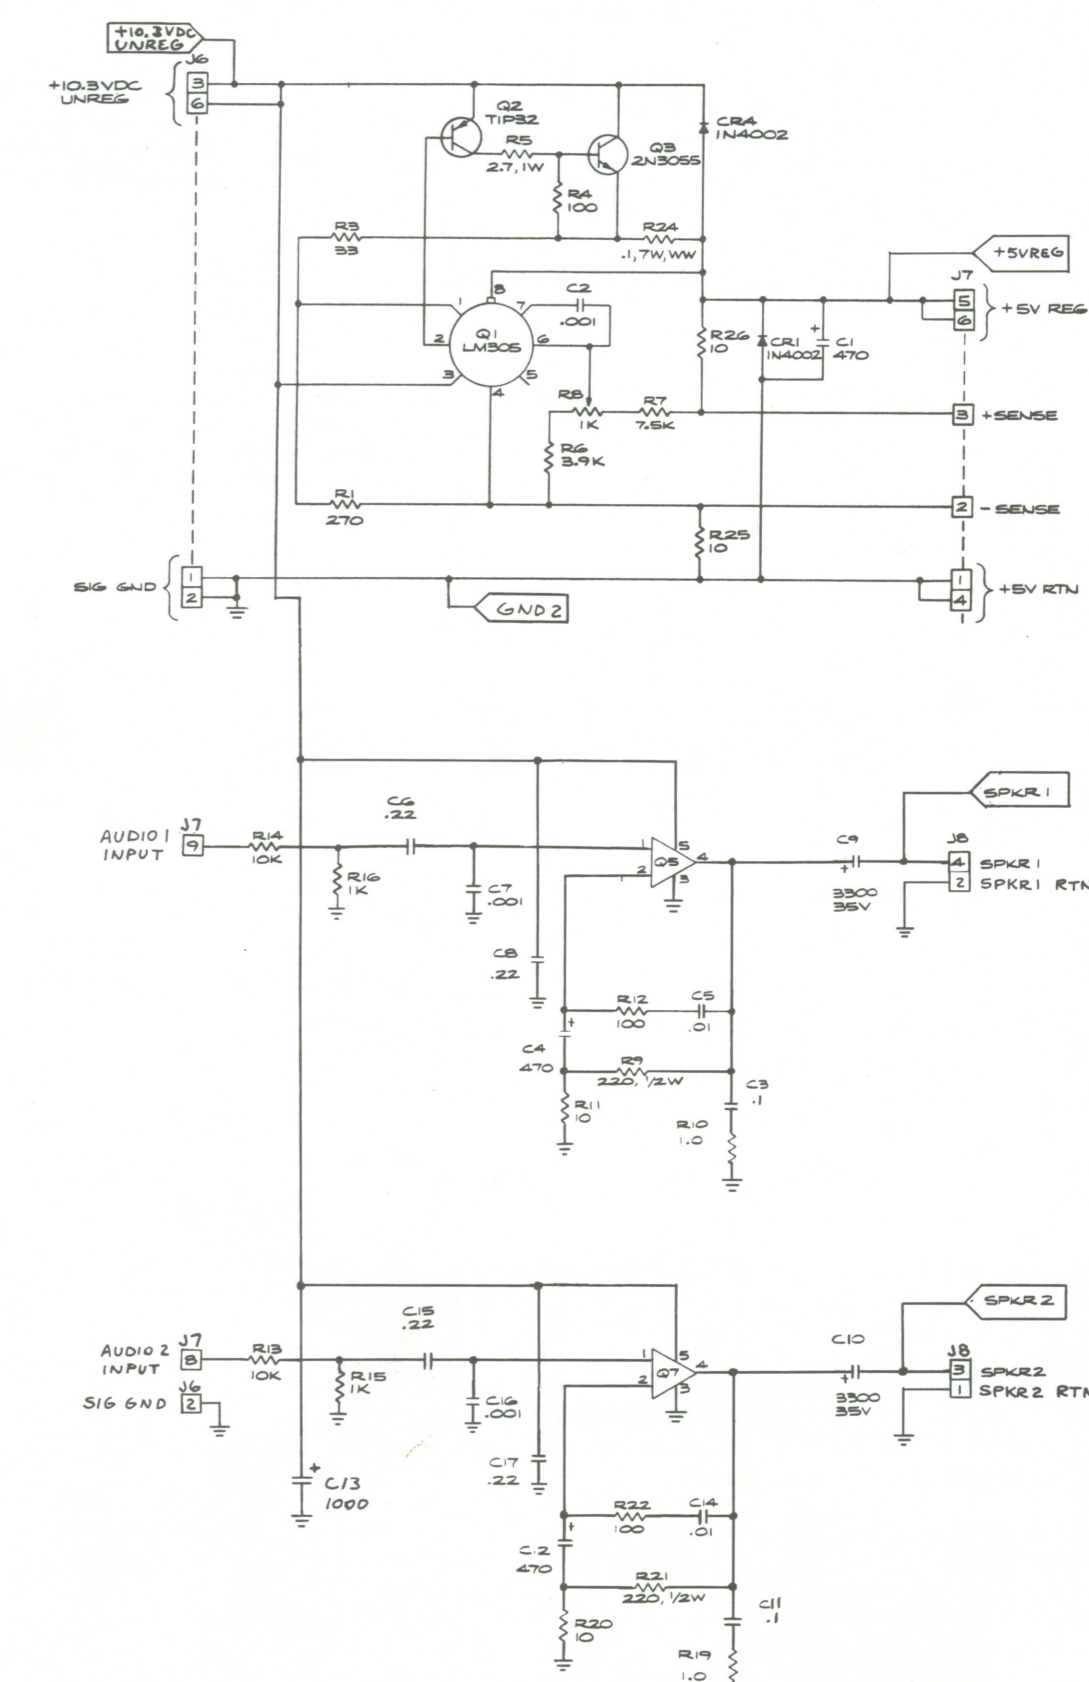 +10.3VDC
UNREG
J6
+10.3VDC
UNREG
3
6
Q2
TIP32
R5
2.7, 1W
Q3
2N3055
CR4
1N4002
R4
100
R3
33
R24
.1, 7W, WW
+5VREG
J7
5
6
+5V REG
8
C2
.001
1
7
2
Q1
LM305
6
3
5
4
R26
10
CR1
1N4002
+
C1
470
R8
1K
R7
7.5K
3
+SENSE
R6
3.9K
R1
270
2
- SENSE
R25
10
SIG GND
1
2
GND 2
1
4
+5V RTN
C6
.22
SPKR 1
AUDIO 1
INPUT
J7
9
R14
10K
R16
1K
C7
.001
1
2
Q5
5
4
3
C9
+
3300
35V
J8
4
2
SPKR 1
SPKR 1 RTN
C8
.22
R12
100
C5
.01
+
C4
470
R9
220, 1/2W
C3
.1
R11
10
R10
1.0
C15
.22
SPKR 2
AUDIO 2
INPUT
J7
8
R13
10K
R15
1K
C16
.001
1
2
Q7
5
4
3
C10
+
3300
35V
J8
3
1
SPKR2
SPKR2 RTN
SIG GND
J6
2
C17
.22
+
C13
1000
R22
100
C14
.01
+
C12
470
R21
220, 1/2W
C11
.1
R20
10
R19
1.0